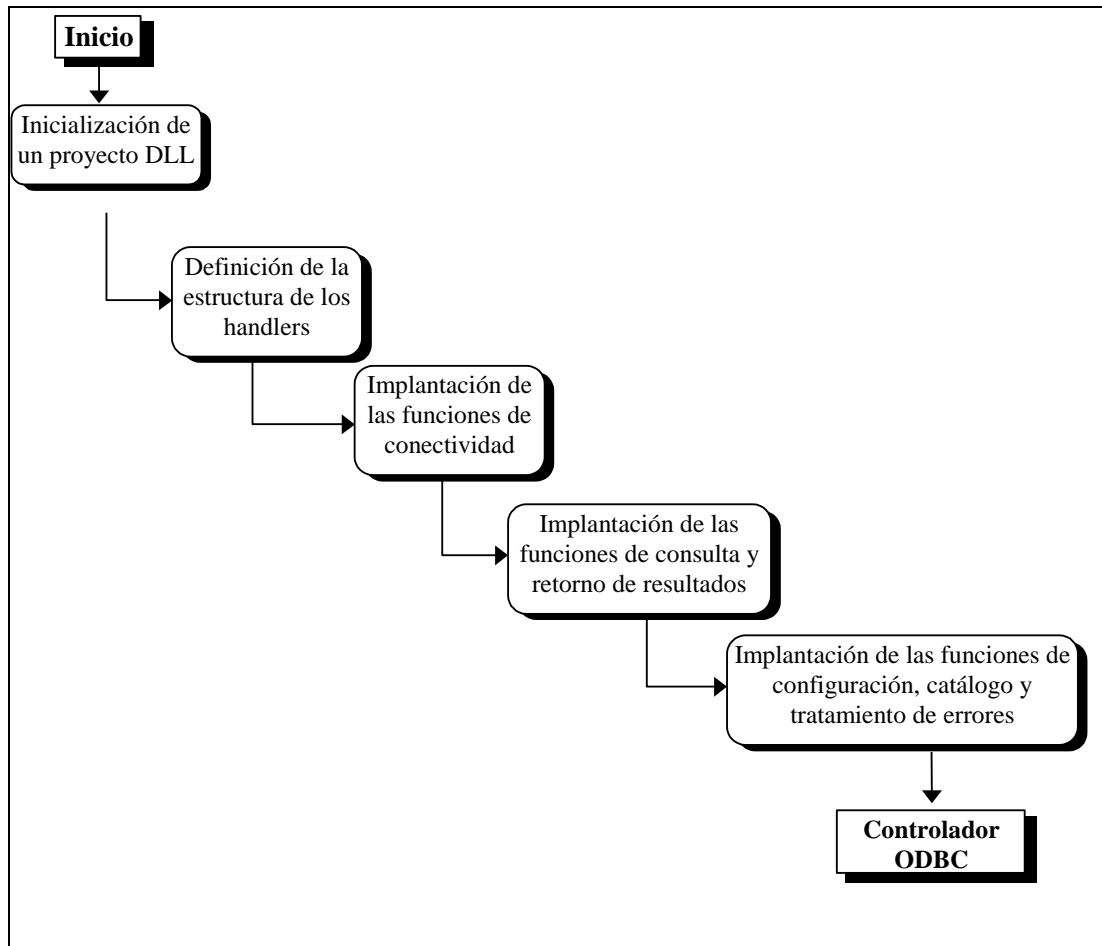 Inicio
Inicialización de
un proyecto DLL
Definición de la
estructura de los
handlers
Implantación de
las funciones de
conectividad
Implantación de las
funciones de consulta y
retorno de resultados
Implantación de las funciones de
configuración, catálogo y
tratamiento de errores
Controlador
ODBC